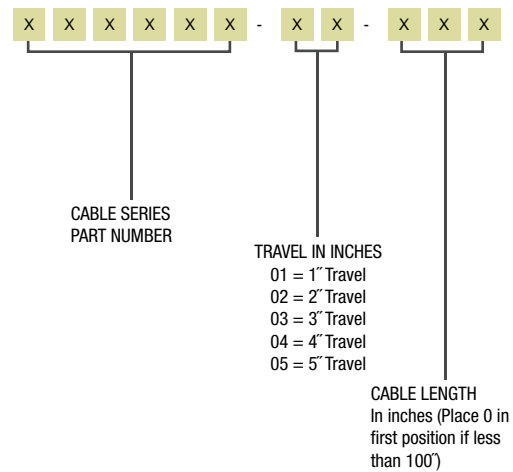 X X X X X X - X X - X X X
CABLE SERIES
PART NUMBER
TRAVEL IN INCHES
01 = 1˝ Travel
02 = 2˝ Travel
03 = 3˝ Travel
04 = 4˝ Travel
05 = 5˝ Travel
CABLE LENGTH
In inches (Place 0 in
first position if less
than 100˝)